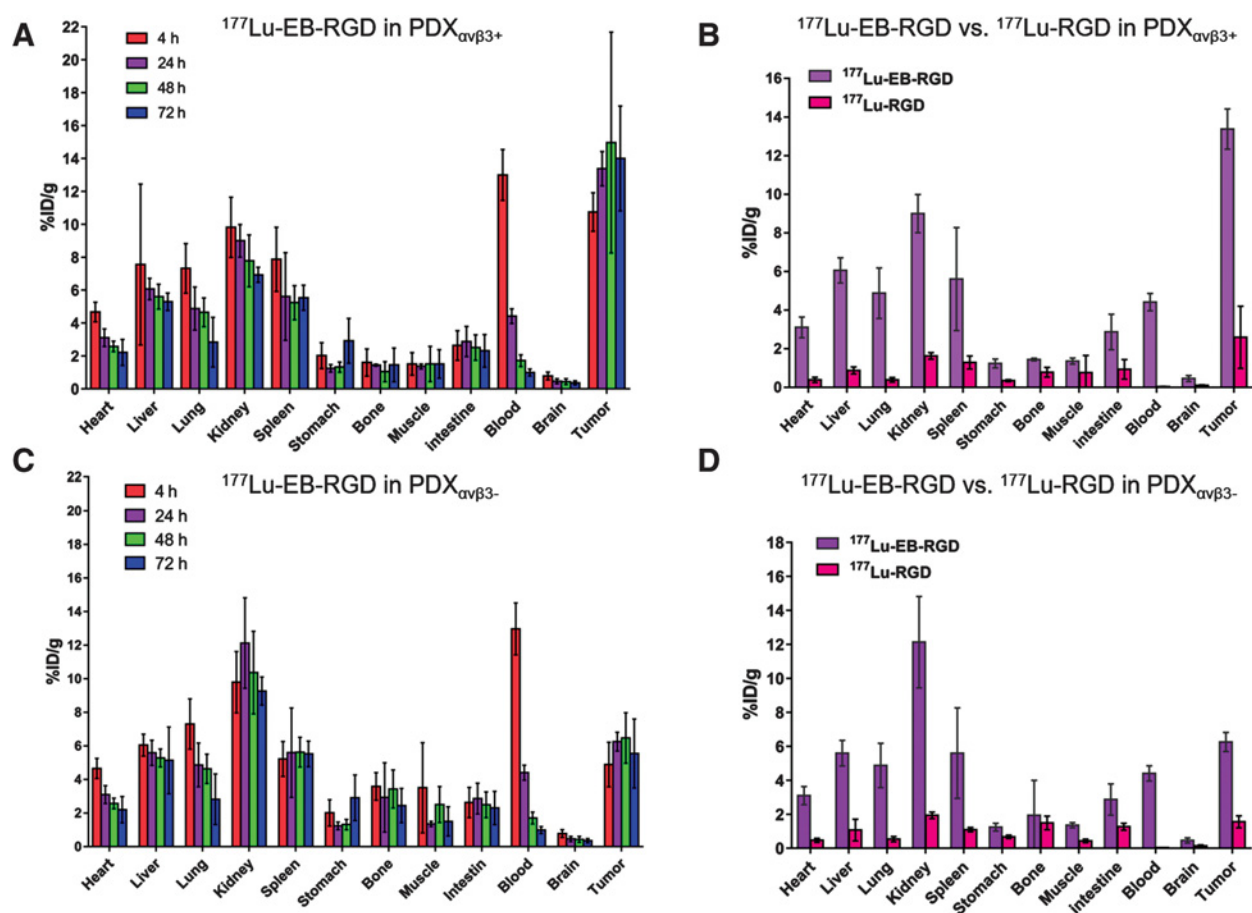 A
¹⁷⁷Lu-EB-RGD in PDXαvβ3+
4 h
24 h
48 h
72 h
%ID/g
22
20
18
16
14
12
10
8
6
4
2
0
Heart
Liver
Lung
Kidney
Spleen
Stomach
Bone
Muscle
intestine
Blood
Brain
Tumor
B
¹⁷⁷Lu-EB-RGD vs. ¹⁷⁷Lu-RGD in PDXαvβ3+
¹⁷⁷Lu-EB-RGD
¹⁷⁷Lu-RGD
%ID/g
16
14
12
10
8
6
4
2
0
Heart
Liver
Lung
Kidney
Spleen
Stomach
Bone
Muscle
intestine
Blood
Brain
Tumor
C
¹⁷⁷Lu-EB-RGD in PDXαvβ3-
4 h
24 h
48 h
72 h
%ID/g
22
20
18
16
14
12
10
8
6
4
2
0
Heart
Liver
Lung
Kidney
Spleen
Stomach
Bone
Muscle
Intestin
Blood
Brain
Tumor
D
¹⁷⁷Lu-EB-RGD vs. ¹⁷⁷Lu-RGD in PDXαvβ3-
¹⁷⁷Lu-EB-RGD
¹⁷⁷Lu-RGD
%ID/g
18
16
14
12
10
8
6
4
2
0
Heart
Liver
Lung
Kidney
Spleen
Stomach
Bone
Muscle
intestine
Blood
Brain
Tumor